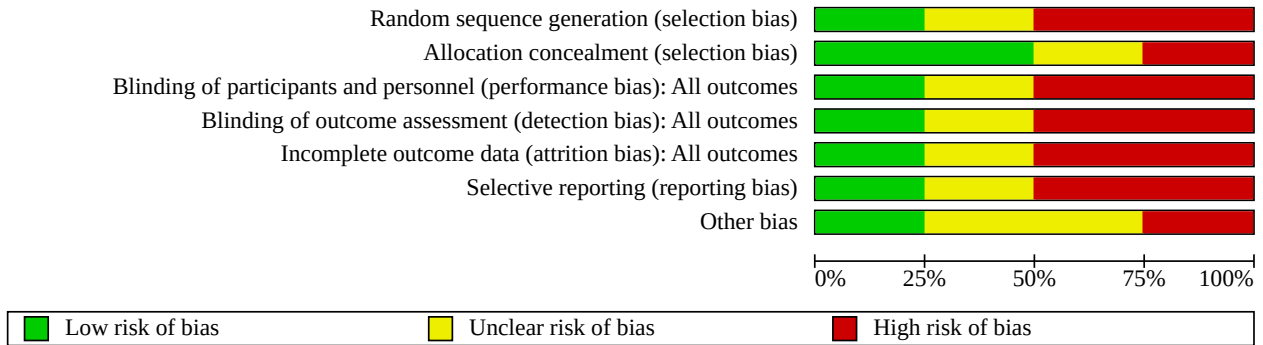 Random sequence generation (selection bias)
Allocation concealment (selection bias)
Blinding of participants and personnel (performance bias): All outcomes
Blinding of outcome assessment (detection bias): All outcomes
Incomplete outcome data (attrition bias): All outcomes
Selective reporting (reporting bias)
Other bias
0% 25% 50% 75% 100%
Low risk of bias Unclear risk of bias High risk of bias